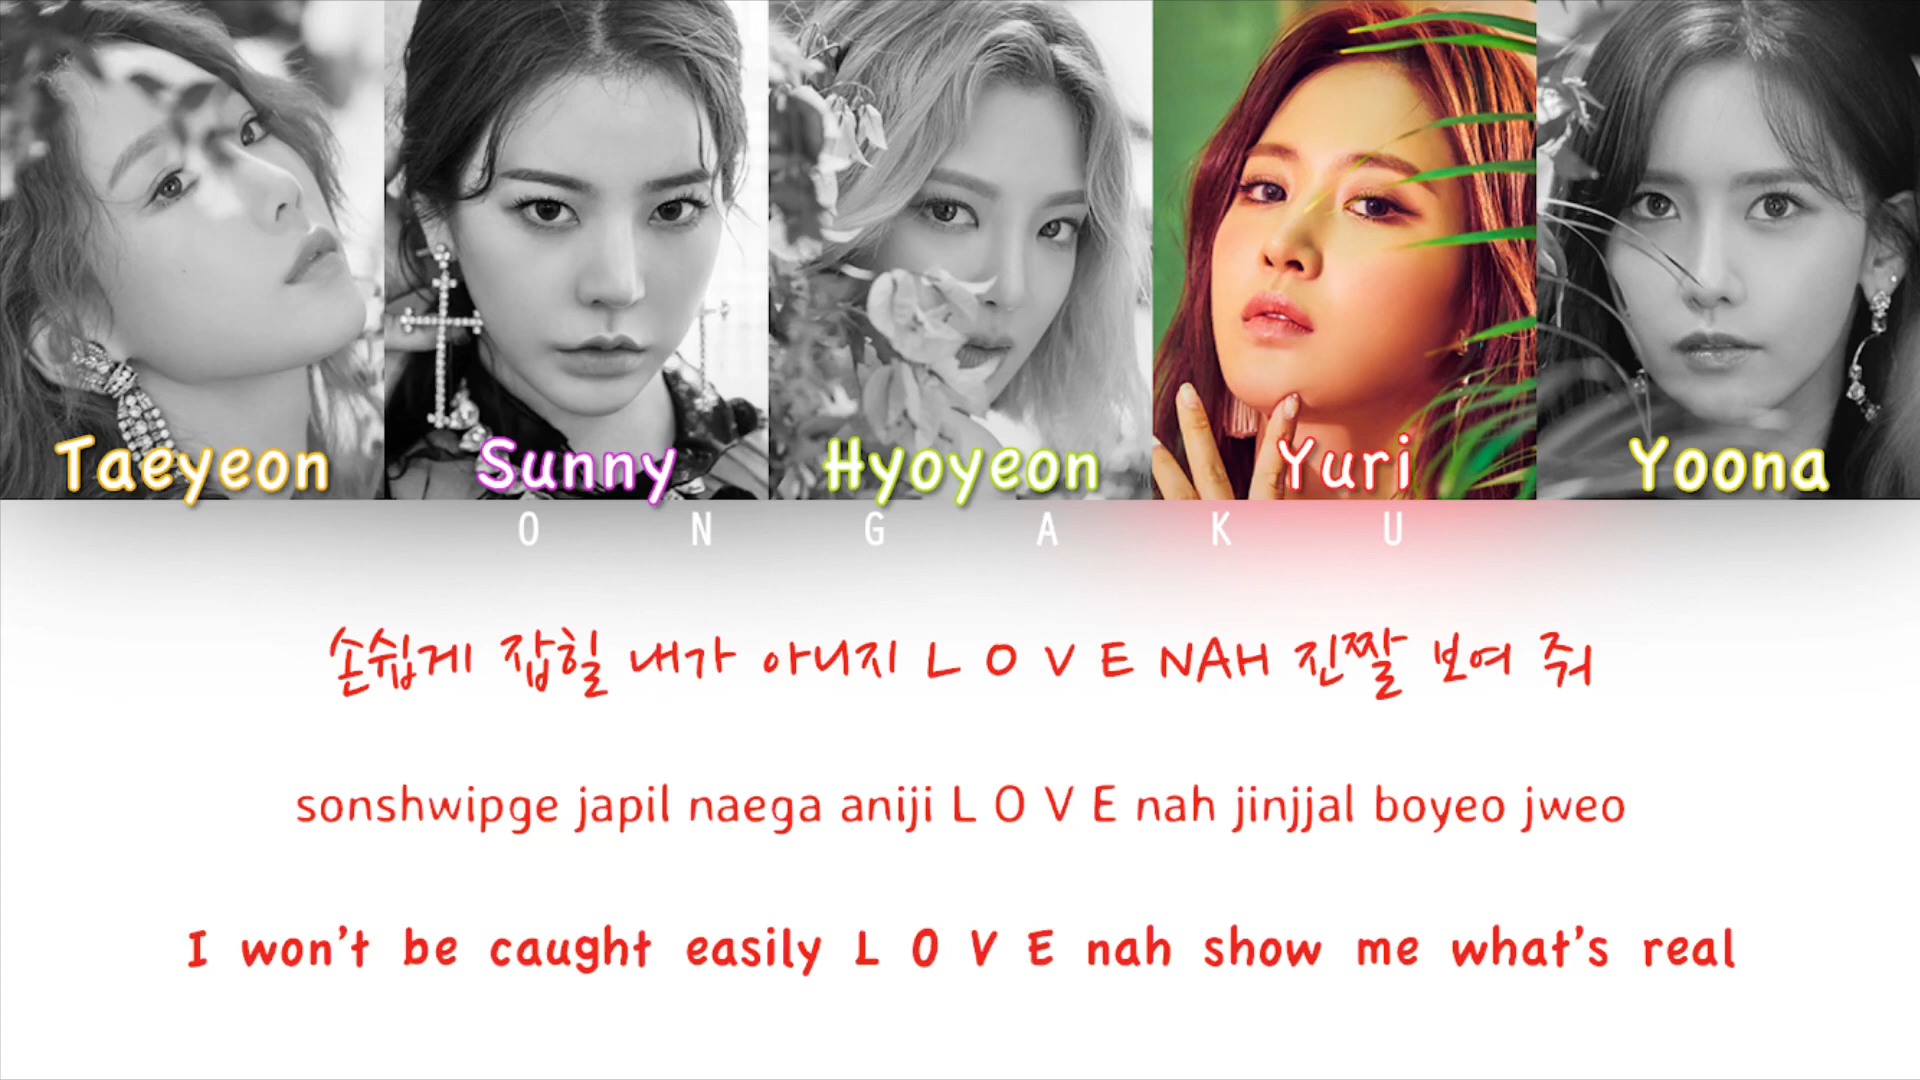 Taeyeon Sunny Hyoyeon Yuri Yoona
O N G A K U
손쉽게 잡힐 내가 아니지 L O V E NAH 진짤 보여 줘
sonshwipge japil naega aniji L O V E nah jinjjal boyeo jweo
I won't be caught easily L O V E nah show me what's real